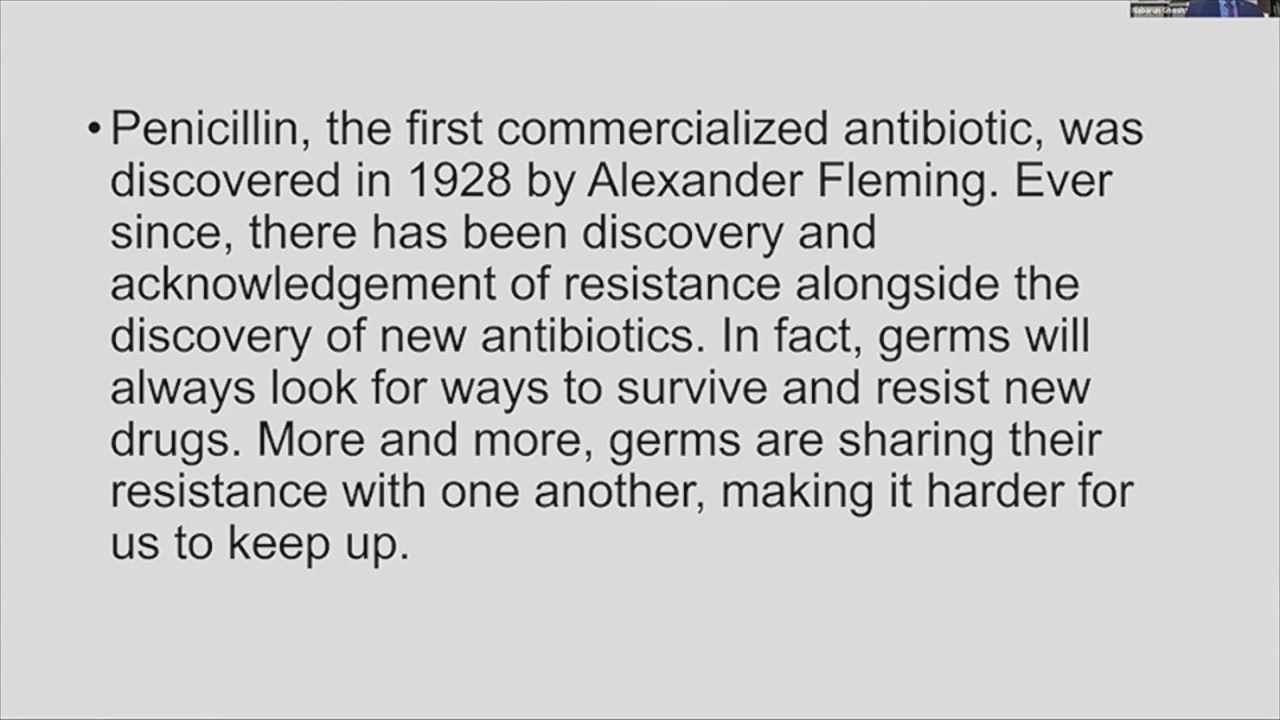 • Penicillin, the first commercialized antibiotic, was
discovered in 1928 by Alexander Fleming. Ever
since, there has been discovery and
acknowledgement of resistance alongside the
discovery of new antibiotics. In fact, germs will
always look for ways to survive and resist new
drugs. More and more, germs are sharing their
resistance with one another, making it harder for
us to keep up.